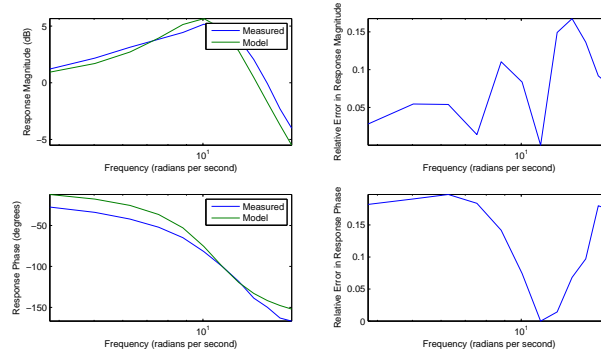 Response Magnitude (dB)
5
0
−5
10^1
Frequency (radians per second)
Measured
Model
Relative Error in Response Magnitude
0.15
0.1
0.05
10^1
Frequency (radians per second)
Response Phase (degrees)
−50
−100
−150
10^1
Frequency (radians per second)
Measured
Model
Relative Error in Response Phase
0.15
0.1
0.05
0
10^1
Frequency (radians per second)